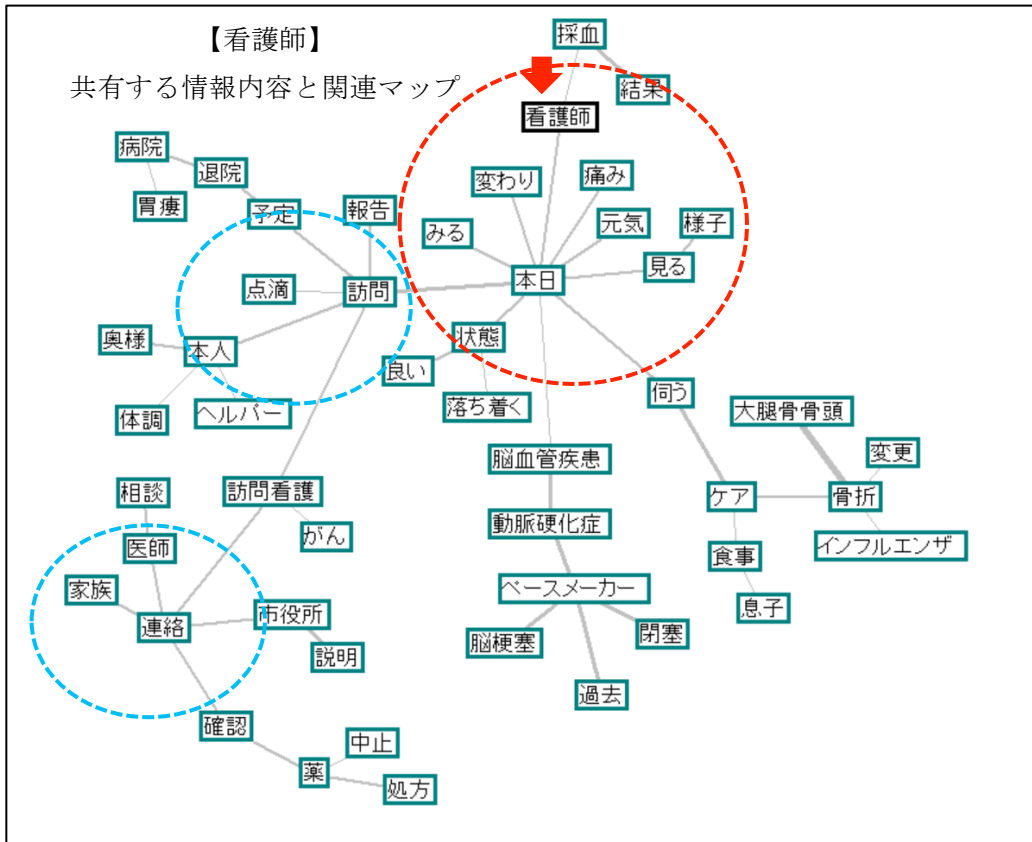 【看護師】
共有する情報内容と関連マップ
採血
結果
看護師
病院
退院
変わり
痛み
胃瘻
予定
報告
みる
元気
様子
見る
本日
点滴
訪問
奥様
本人
状態
良い
体調
ヘルパー
落ち着く
伺う
大腿骨骨頭
変更
脳血管疾患
相談
訪問看護
ケア
骨折
動脈硬化症
がん
医師
インフルエンザ
食事
家族
ペースメーカー
息子
市役所
連絡
脳梗塞
閉塞
説明
過去
確認
中止
薬
処方